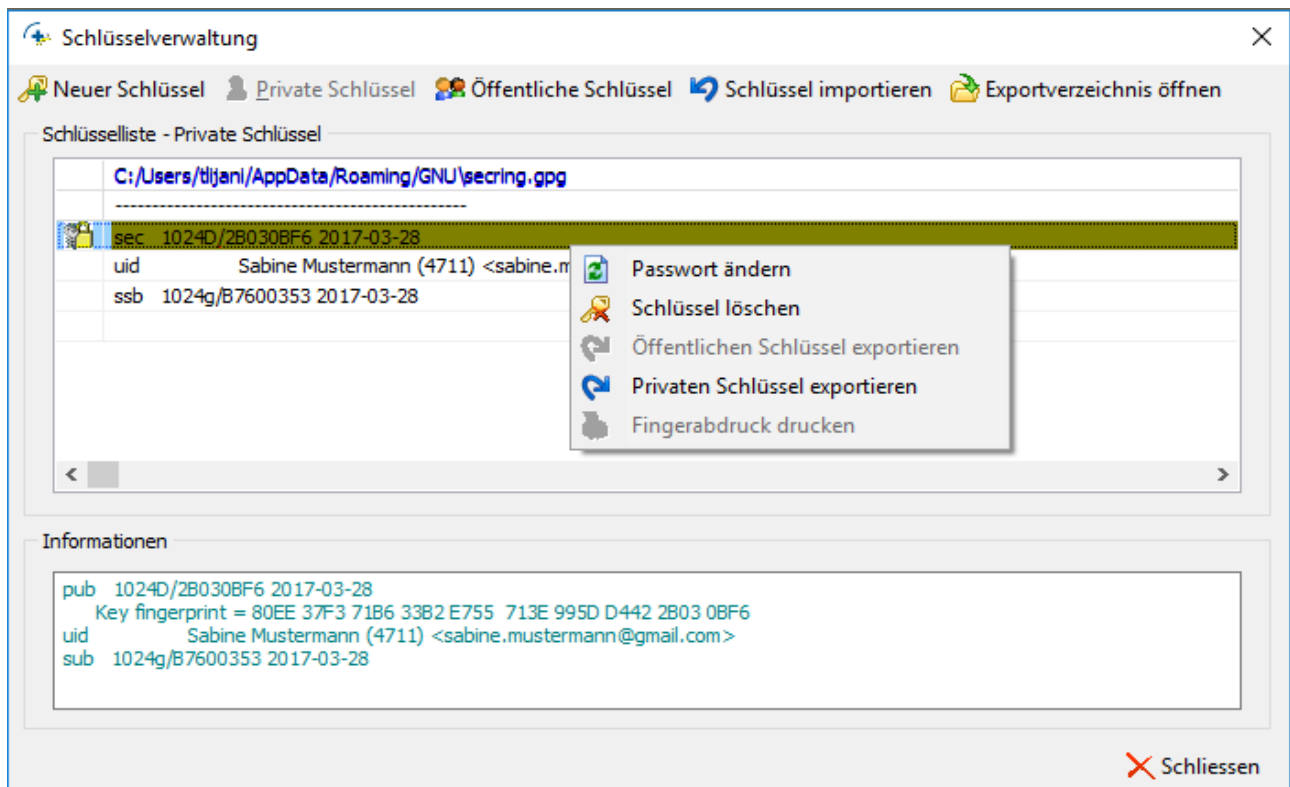 Schlüsselverwaltung
Neuer Schlüssel Private Schlüssel Öffentliche Schlüssel Schlüssel importieren Exportverzeichnis öffnen
Schlüsselliste - Private Schlüssel
C:/Users/tlijani/AppData/Roaming/GNU\secring.gpg
------------------------------------------------
sec 1024D/2B030BF6 2017-03-28
uid Sabine Mustermann (4711) <sabine.m
ssb 1024g/B7600353 2017-03-28
Passwort ändern
Schlüssel löschen
Öffentlichen Schlüssel exportieren
Privaten Schlüssel exportieren
Fingerabdruck drucken
Informationen
pub 1024D/2B030BF6 2017-03-28
Key fingerprint = 80EE 37F3 71B6 33B2 E755 713E 995D D442 2B03 0BF6
uid Sabine Mustermann (4711) <sabine.mustermann@gmail.com>
sub 1024g/B7600353 2017-03-28
Schliessen